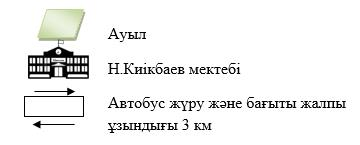 Ауыл
Н.Киікбаев мектебі
Автобус жүру және бағыты жалпы
ұзындығы 3 км